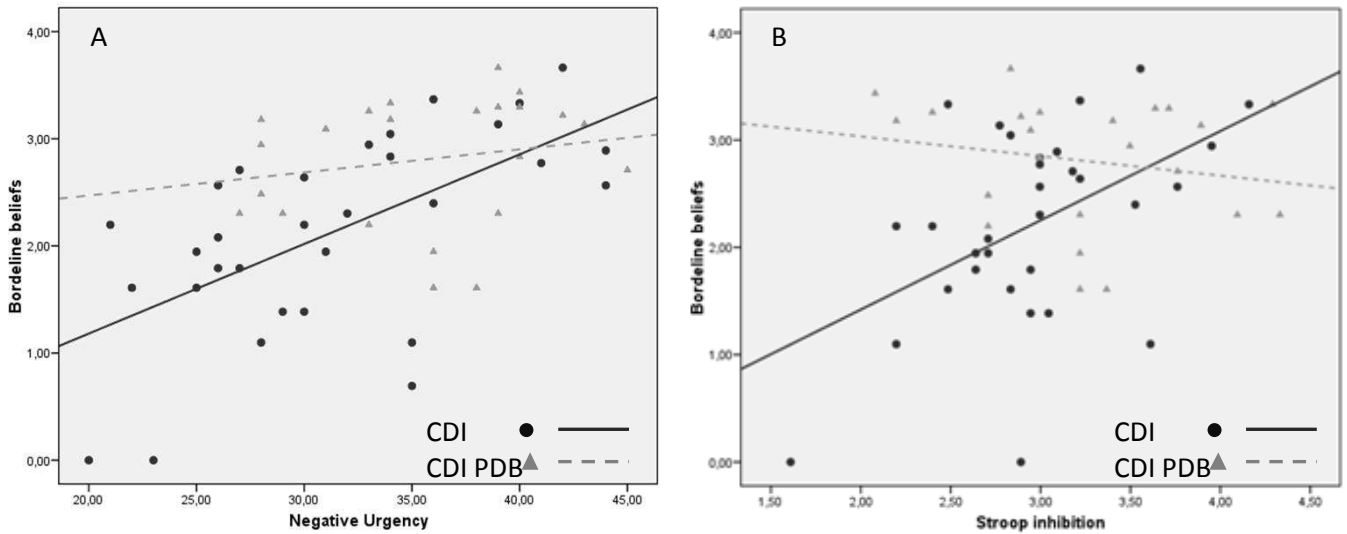 A
4,00
3,00
2,00
1,00
0,00
Bordeline beliefs
CDI
CDI PDB
20,00 25,00 30,00 35,00 40,00 45,00
Negative Urgency
B
4,00
3,00
2,00
1,00
0,00
Bordeline beliefs
CDI
CDI PDB
1,50 2,00 2,50 3,00 3,50 4,00 4,50
Stroop inhibition